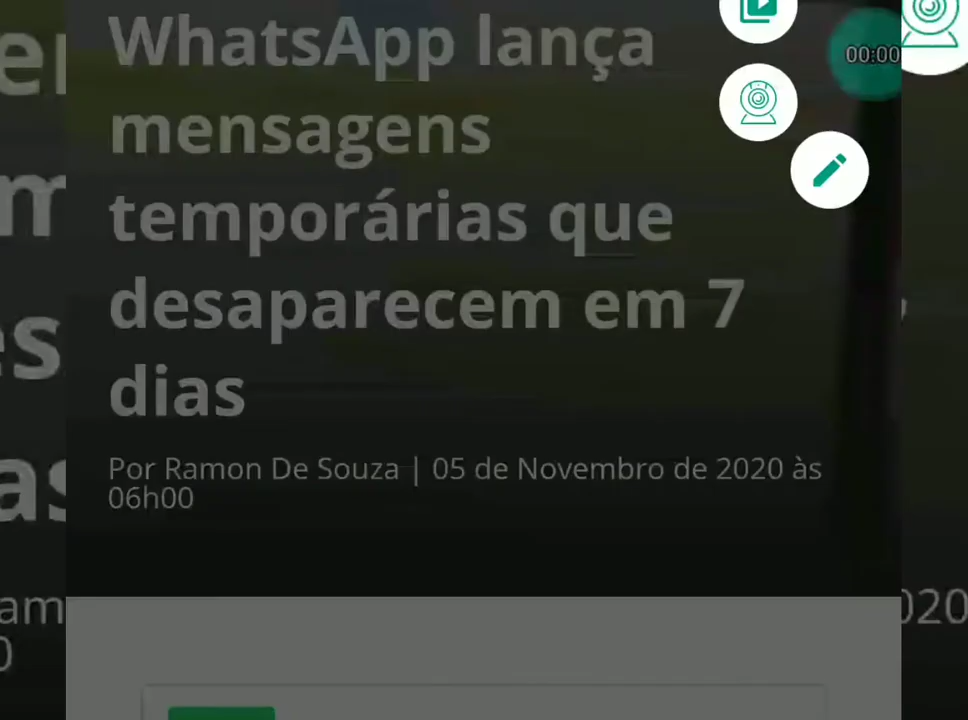 WhatsApp lança
mensagens
temporárias que
desaparecem em 7
dias
Por Ramon De Souza | 05 de Novembro de 2020 às
06h00
00:00